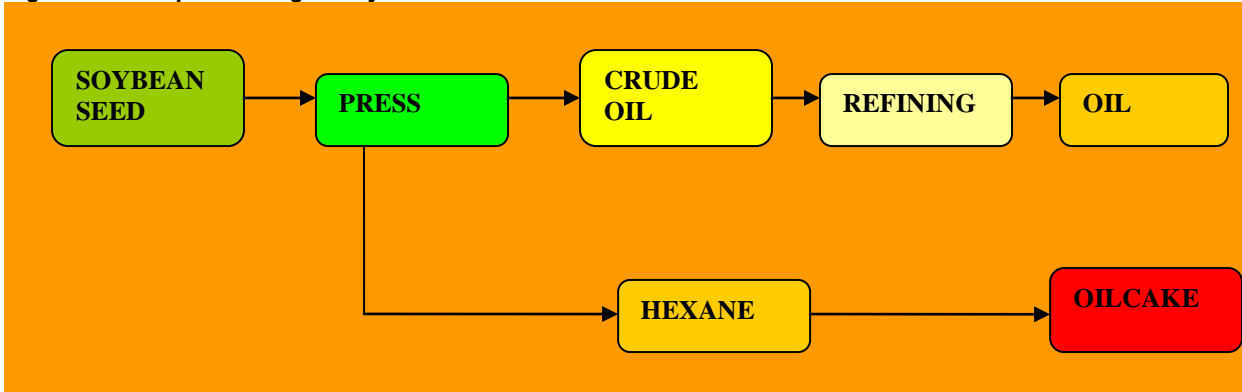 SOYBEAN
SEED
PRESS
CRUDE
OIL
REFINING
OIL
HEXANE
OILCAKE